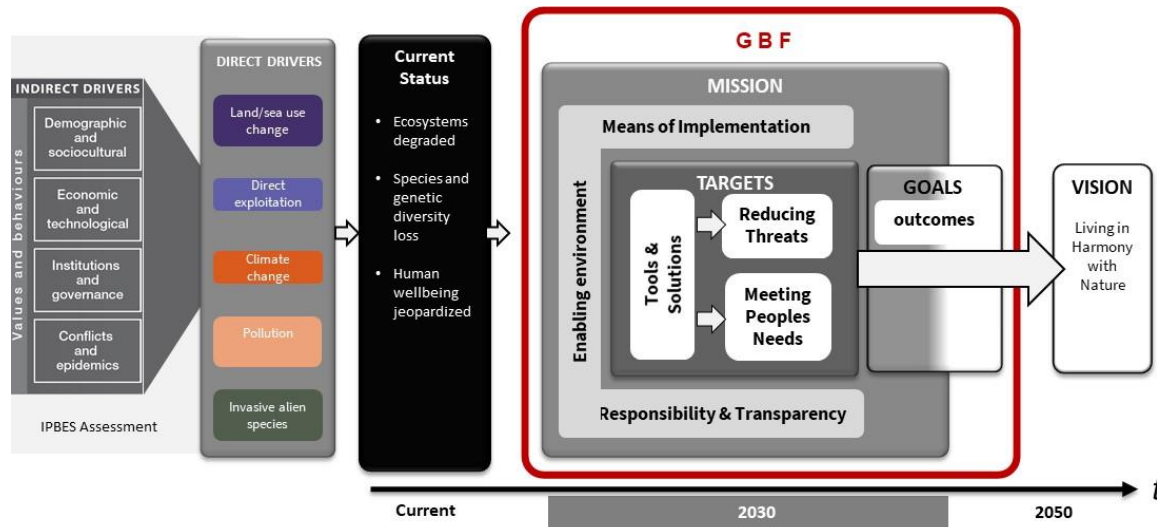 INDIRECT DRIVERS
Values and behaviours
Demographic
and
sociocultural
Economic
and
technological
Institutions
and
governance
Conflicts
and
epidemics
IPBES Assessment
DIRECT DRIVERS
Land/sea use
change
Direct
exploitation
Climate
change
Pollution
Invasive alien
species
Current
Status
• Ecosystems
degraded
• Species and
genetic
diversity
loss
• Human
wellbeing
jeopardized
G B F
MISSION
Means of Implementation
Enabling environment
TARGETS
Tools &
Solutions
Reducing
Threats
Meeting
Peoples
Needs
Responsibility & Transparency
GOALS
outcomes
VISION
Living in
Harmony
with
Nature
t
Current
2030
2050